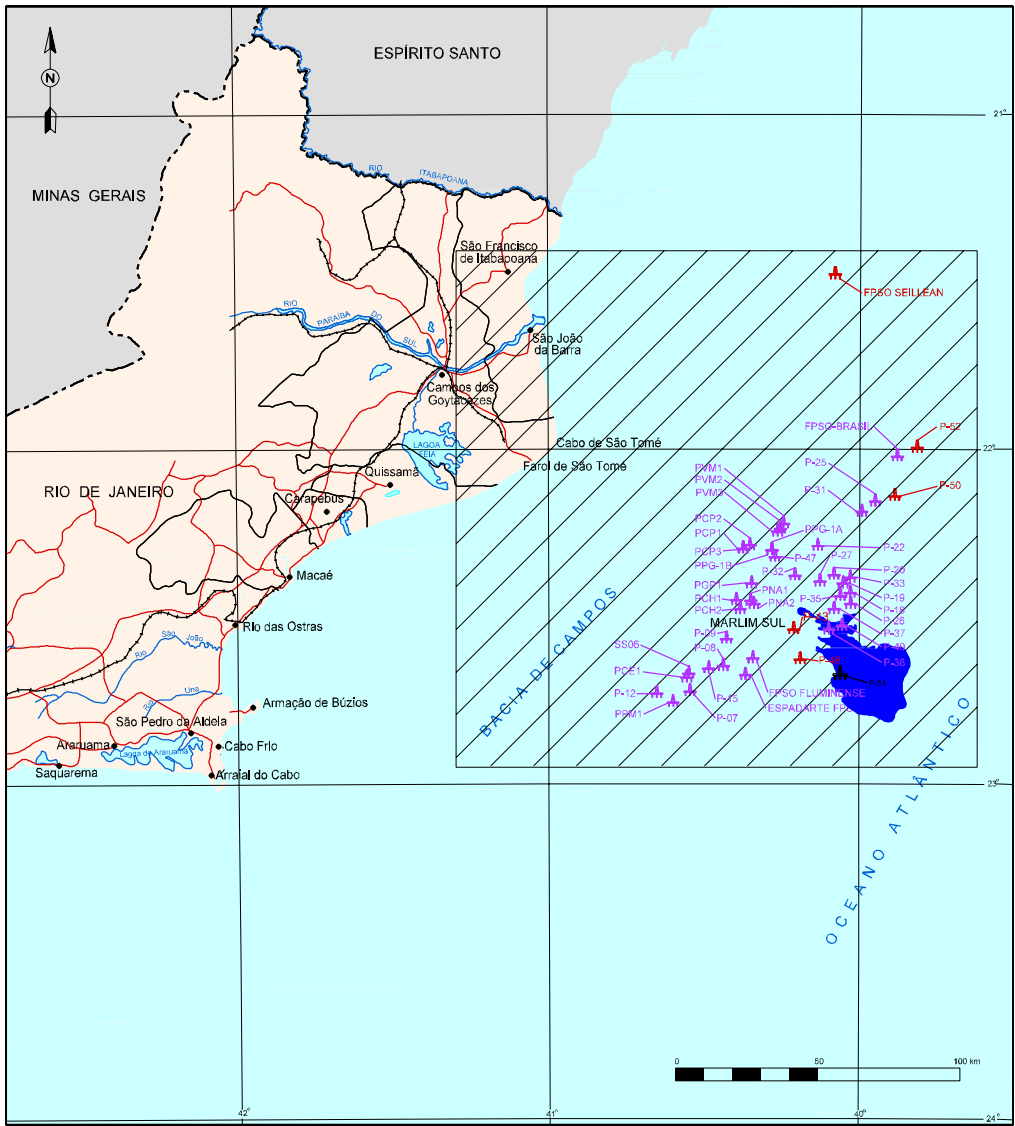 ESPÍRITO SANTO
N
21°
RIO
ITABAPOANA
MINAS GERAIS
São Francisco
de Itabapoana
FPSO SEILLEAN
RIO
PARAIBA
DO
SUL
São João
da Barra
Campos dos
Goytacazes
FPSO-BRASIL
P-52
LAGOA
FEIA
Cabo de São Tomé
22°
Farol de São Tomé
Quissamã
PVM1
PVM2
PVM3
P-25
P-31
P-50
RIO DE JANEIRO
Carapebus
PCP2
PCP1
PCP3
PPG-1A
PPG-1B
P-47
P-27
P-22
Macaé
P-32
P-20
P-33
PGP1
PNA1
PNA2
PCH1
PCH2
P-35
P-19
P-18
P-26
P-37
P-40
P-38
MARLIM SUL
Rio das Ostras
São
João
Rio
P-09
P-08
SS06
PCE1
P-48
P-51
P-12
PPM1
P-15
P-07
FPSO FLUMINENSE
ESPADARTE
BACIA DE CAMPOS
Una
Rio
Armação de Búzios
São Pedro da Aldeia
Araruama
Lagoa de Araruama
Cabo Frio
Saquarema
Arraial do Cabo
23°
OCEANO ATLÂNTICO
0
50
100 km
42°
41°
40°
24°